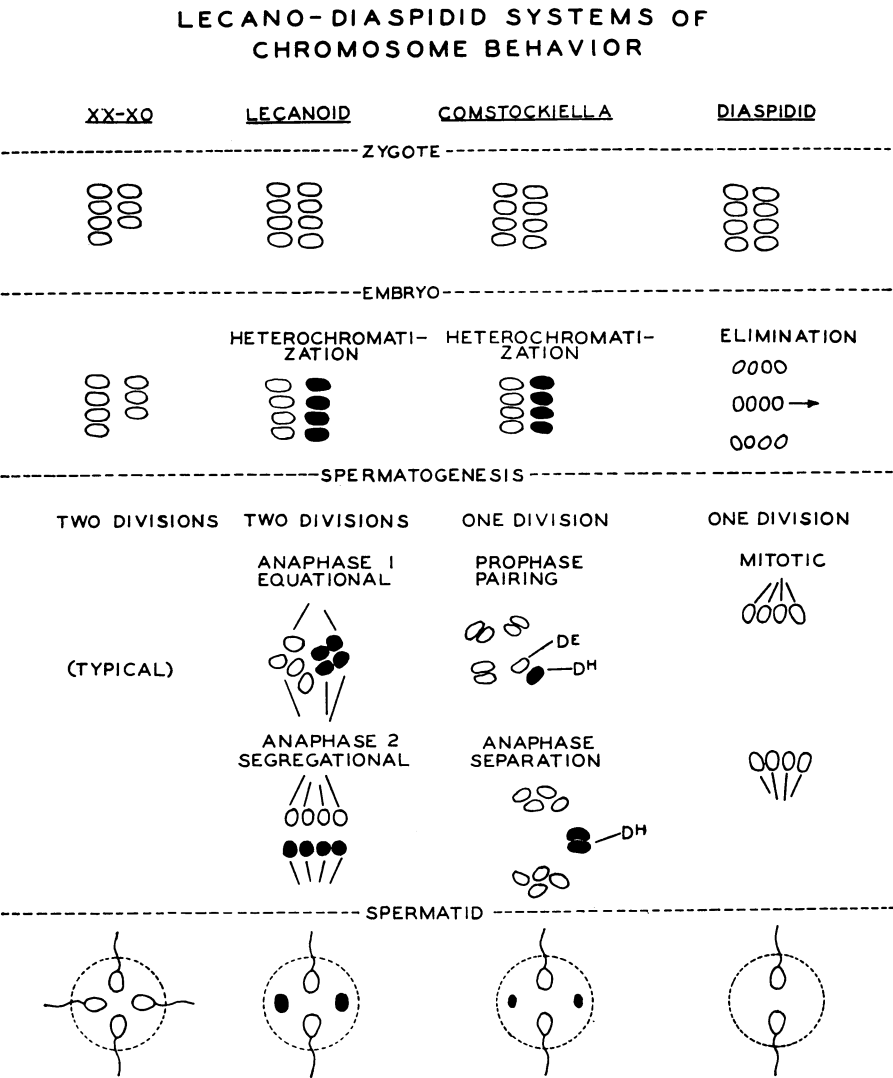 LECANO-DIASPIDID SYSTEMS OF
CHROMOSOME BEHAVIOR
XX-XO LECANOID COMSTOCKIELLA DIASPIDID
ZYGOTE
EMBRYO
HETEROCHROMATI- HETEROCHROMATI- ELIMINATION
ZATION ZATION
SPERMATOGENESIS
TWO DIVISIONS TWO DIVISIONS ONE DIVISION ONE DIVISION
ANAPHASE 1 PROPHASE MITOTIC
EQUATIONAL PAIRING
DE
(TYPICAL) DH
ANAPHASE 2 ANAPHASE
SEGREGATIONAL SEPARATION
DH
SPERMATID